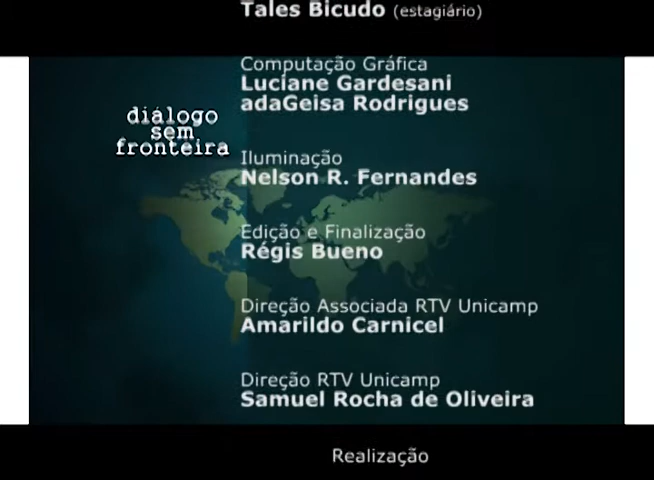 Tales Bicudo (estagiário)
Computação Gráfica
Luciane Gardesani
adaGeisa Rodrigues
diálogo
sem
fronteira
Iluminação
Nelson R. Fernandes
Edição e Finalização
Régis Bueno
Direção Associada RTV Unicamp
Amarildo Carnicel
Direção RTV Unicamp
Samuel Rocha de Oliveira
Realização